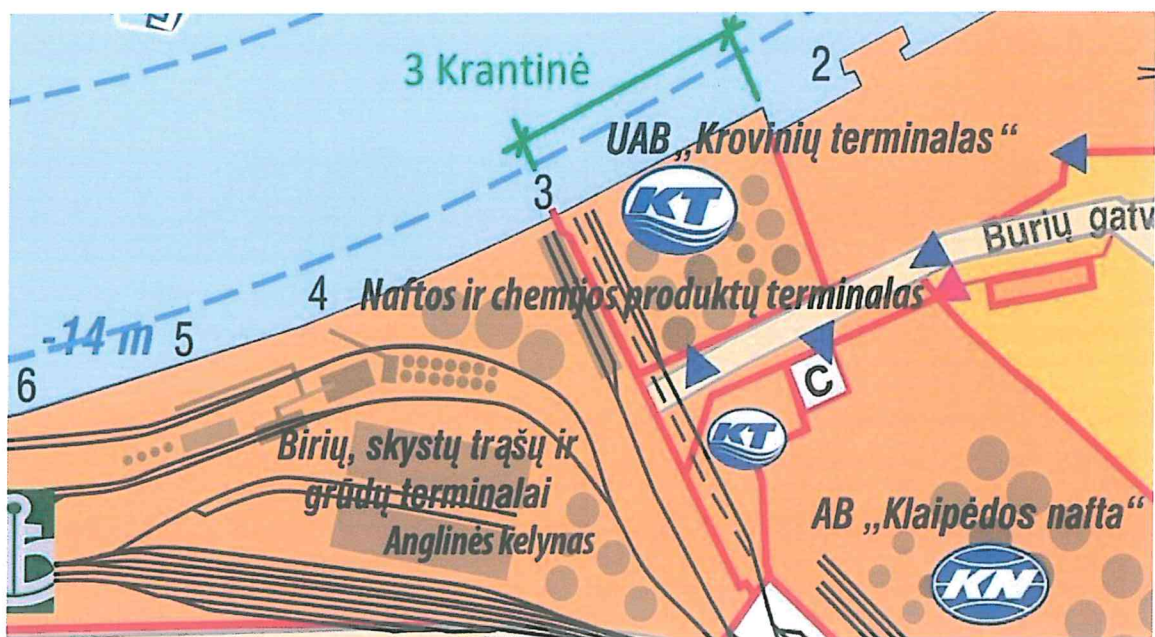 3 Krantinė
2
UAB „Krovinių terminalas“
3
KT
Burių gatv
4
Naftos ir chemijos produktų terminalas
-14 m
5
6
C
KT
Birių, skystų trąšų ir
grūdų terminalai
Anglinės kelynas
AB „Klaipėdos nafta“
KN